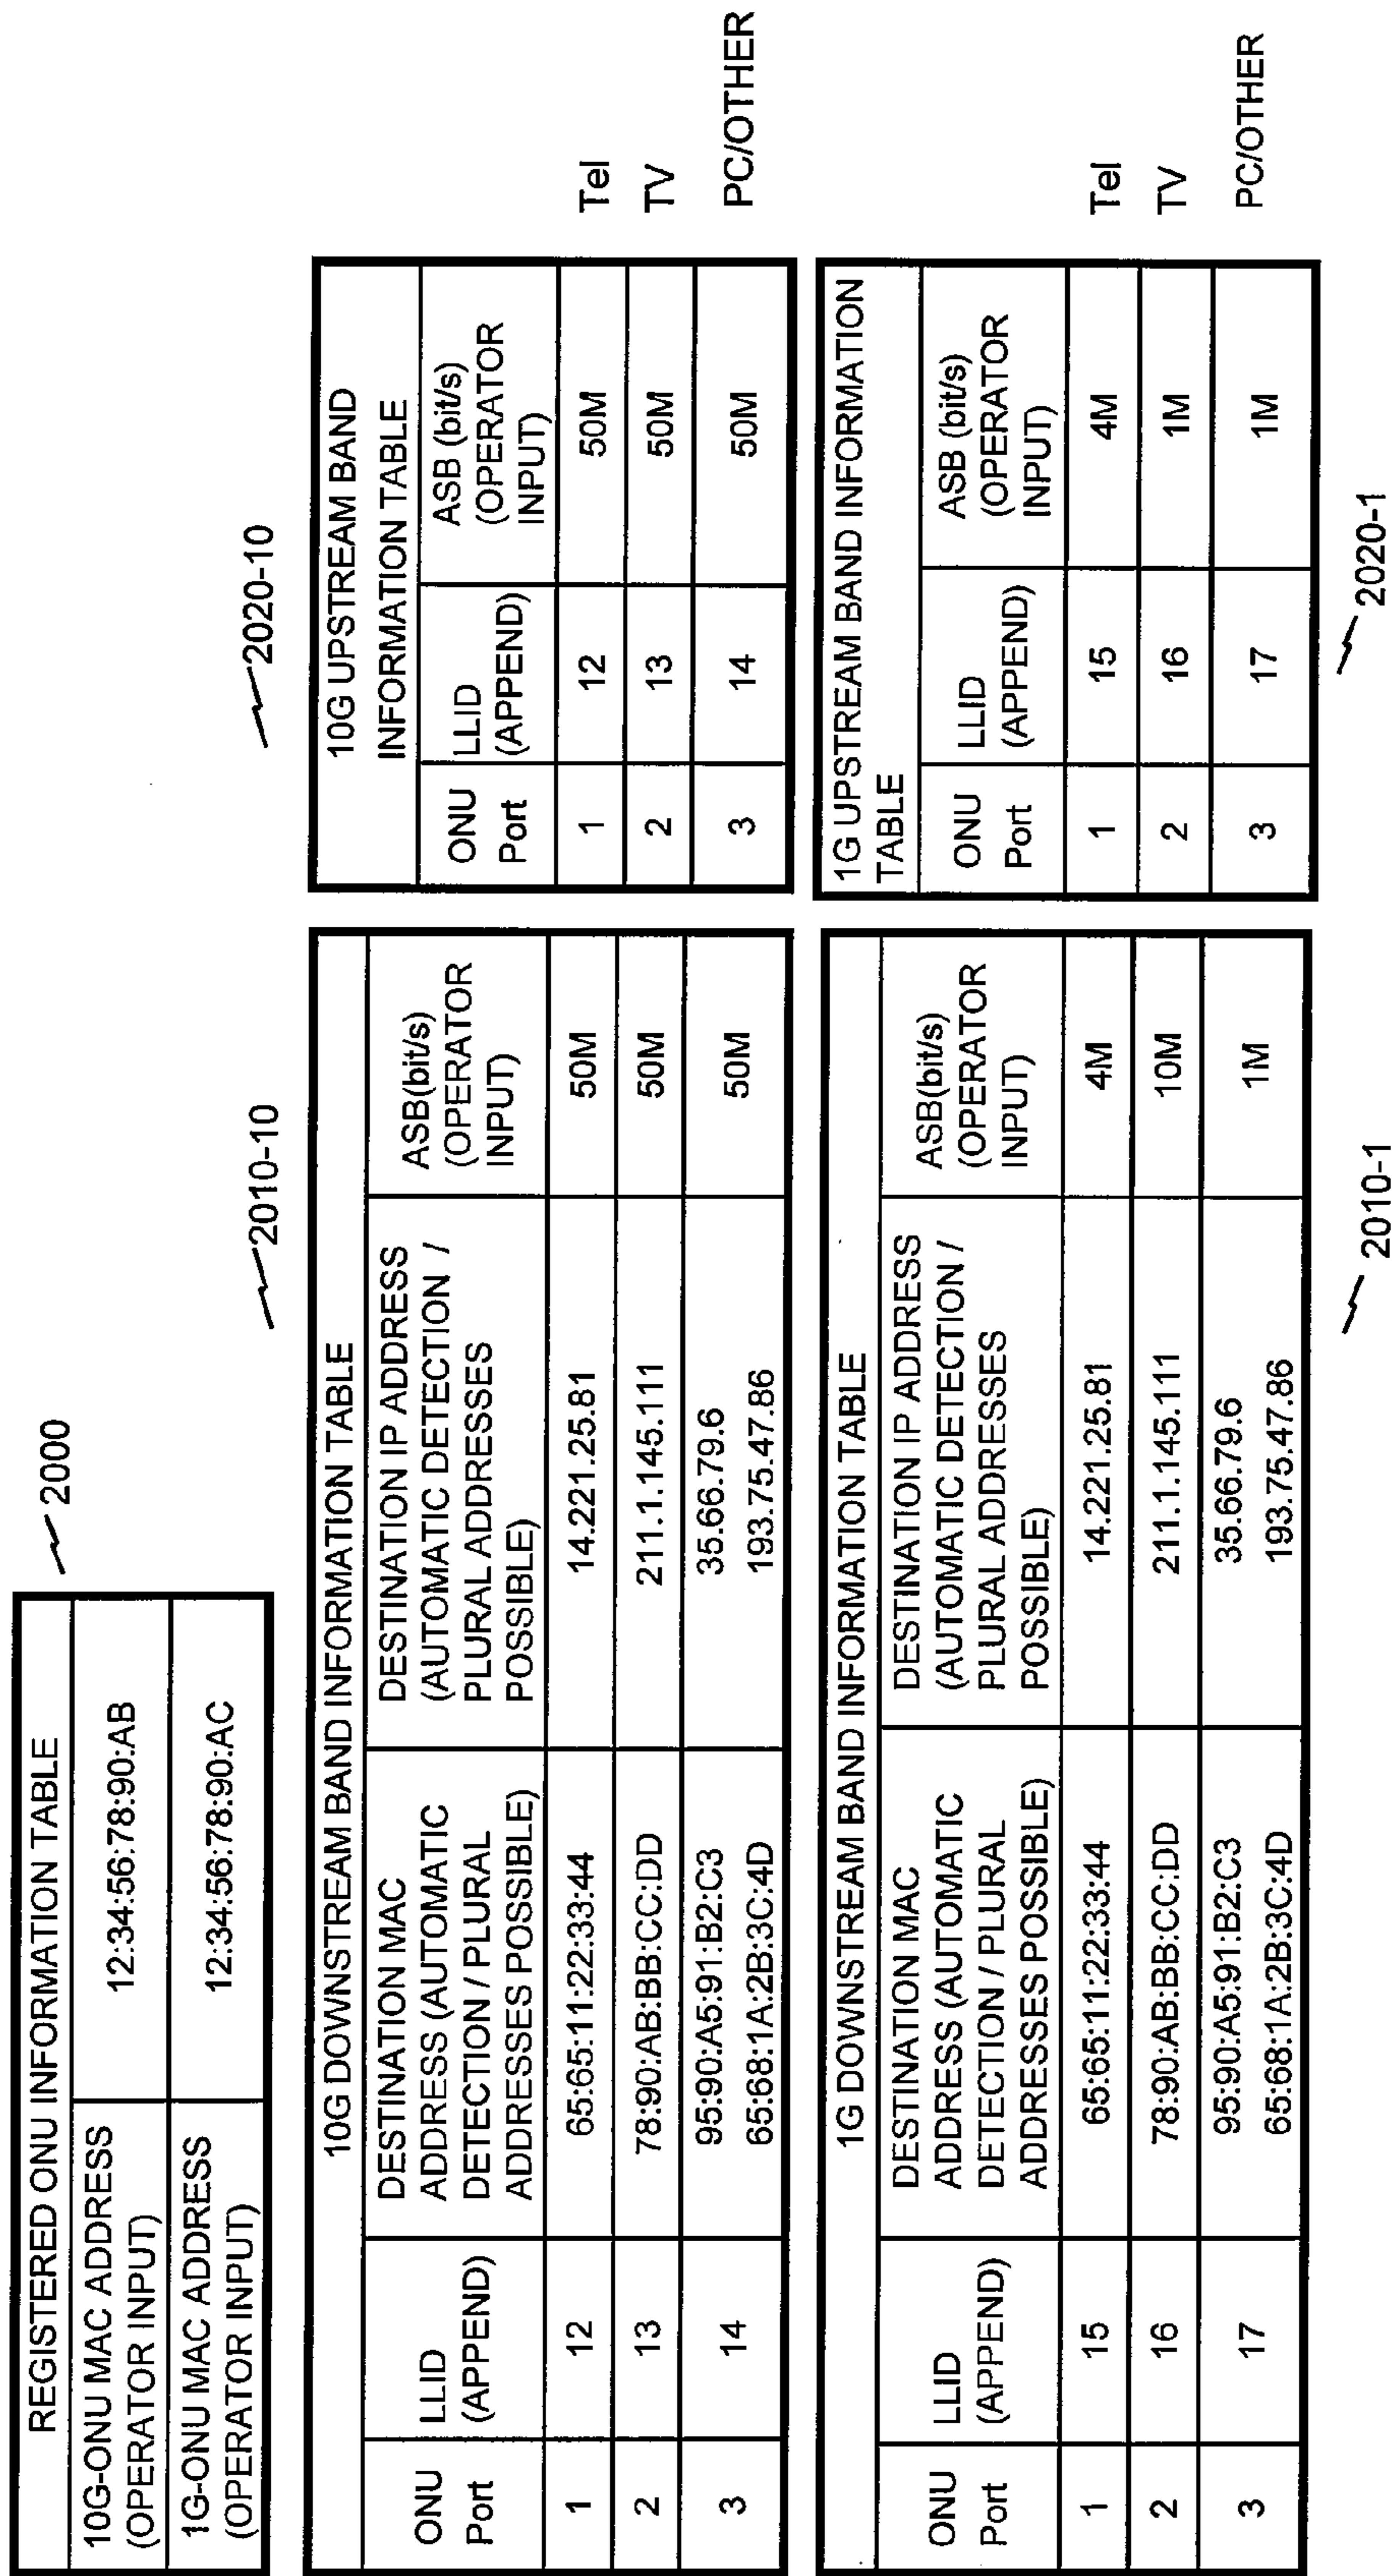 REGISTERED ONU INFORMATION TABLE
10G-ONU MAC ADDRESS
(OPERATOR INPUT)
12:34:56:78:90:AB
1G-ONU MAC ADDRESS
(OPERATOR INPUT)
12:34:56:78:90:AC
2000
2010-10
10G DOWNSTREAM BAND INFORMATION TABLE
ONU
Port
LLID
(APPEND)
DESTINATION MAC
ADDRESS (AUTOMATIC
DETECTION / PLURAL
ADDRESSES POSSIBLE)
DESTINATION IP ADDRESS
(AUTOMATIC DETECTION /
PLURAL ADDRESSES
POSSIBLE)
ASB(bit/s)
(OPERATOR
INPUT)
1 12 65:65:11:22:33:44 14.221.25.81 50M
2 13 78:90:AB:BB:CC:DD 211.1.145.111 50M
3 14 95:90:A5:91:B2:C3 35.66.79.6 50M
65:68:1A:2B:3C:4D 193.75.47.86
2020-10
10G UPSTREAM BAND
INFORMATION TABLE
ONU
Port
LLID
(APPEND)
ASB (bit/s)
(OPERATOR
INPUT)
1 12 50M Tel
2 13 50M TV
3 14 50M PC/OTHER
1G DOWNSTREAM BAND INFORMATION TABLE
ONU
Port
LLID
(APPEND)
DESTINATION MAC
ADDRESS (AUTOMATIC
DETECTION / PLURAL
ADDRESSES POSSIBLE)
DESTINATION IP ADDRESS
(AUTOMATIC DETECTION /
PLURAL ADDRESSES
POSSIBLE)
ASB(bit/s)
(OPERATOR
INPUT)
1 15 65:65:11:22:33:44 14.221.25.81 4M
2 16 78:90:AB:BB:CC:DD 211.1.145.111 10M
3 17 95:90:A5:91:B2:C3 35.66.79.6 1M
65:68:1A:2B:3C:4D 193.75.47.86
2010-1
1G UPSTREAM BAND INFORMATION
TABLE
ONU
Port
LLID
(APPEND)
ASB (bit/s)
(OPERATOR
INPUT)
1 15 4M Tel
2 16 1M TV
3 17 1M PC/OTHER
2020-1